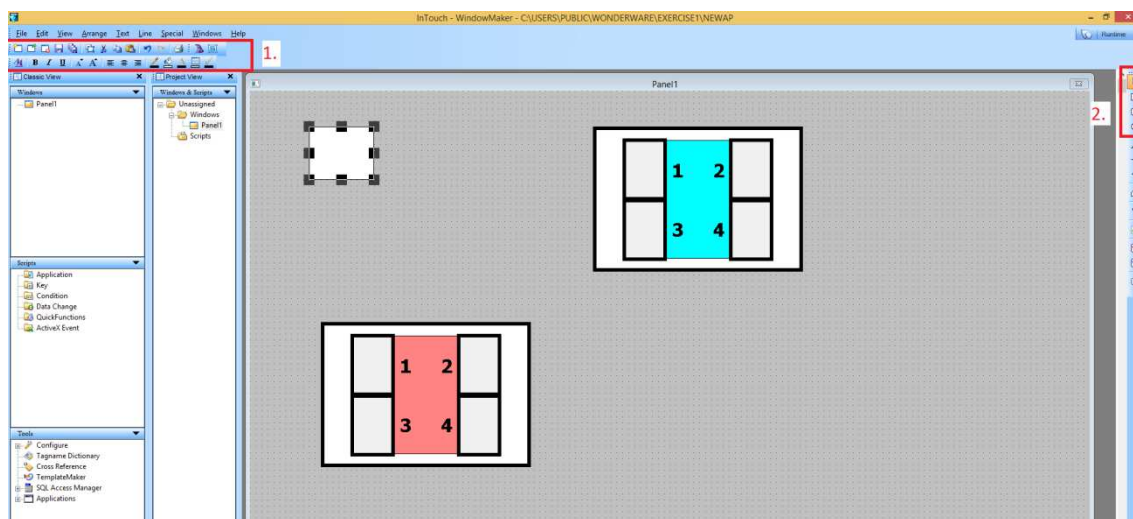 InTouch - WindowMaker - C:\USERS\PUBLIC\WONDERWARE\EXERCISE1\NEWAP
File Edit View Arrange Text Line Special Windows Help
Runtime
1.
Classic View
Project View
Windows
Panel1
Windows & Scripts
Unassigned
Windows
Panel1
Scripts
Panel1
2.
1 2
3 4
1 2
3 4
Scripts
Application
Key
Condition
Data Change
QuickFunctions
ActiveX Event
Tools
Configure
Tagname Dictionary
Cross Reference
TemplateMaker
SQL Access Manager
Applications